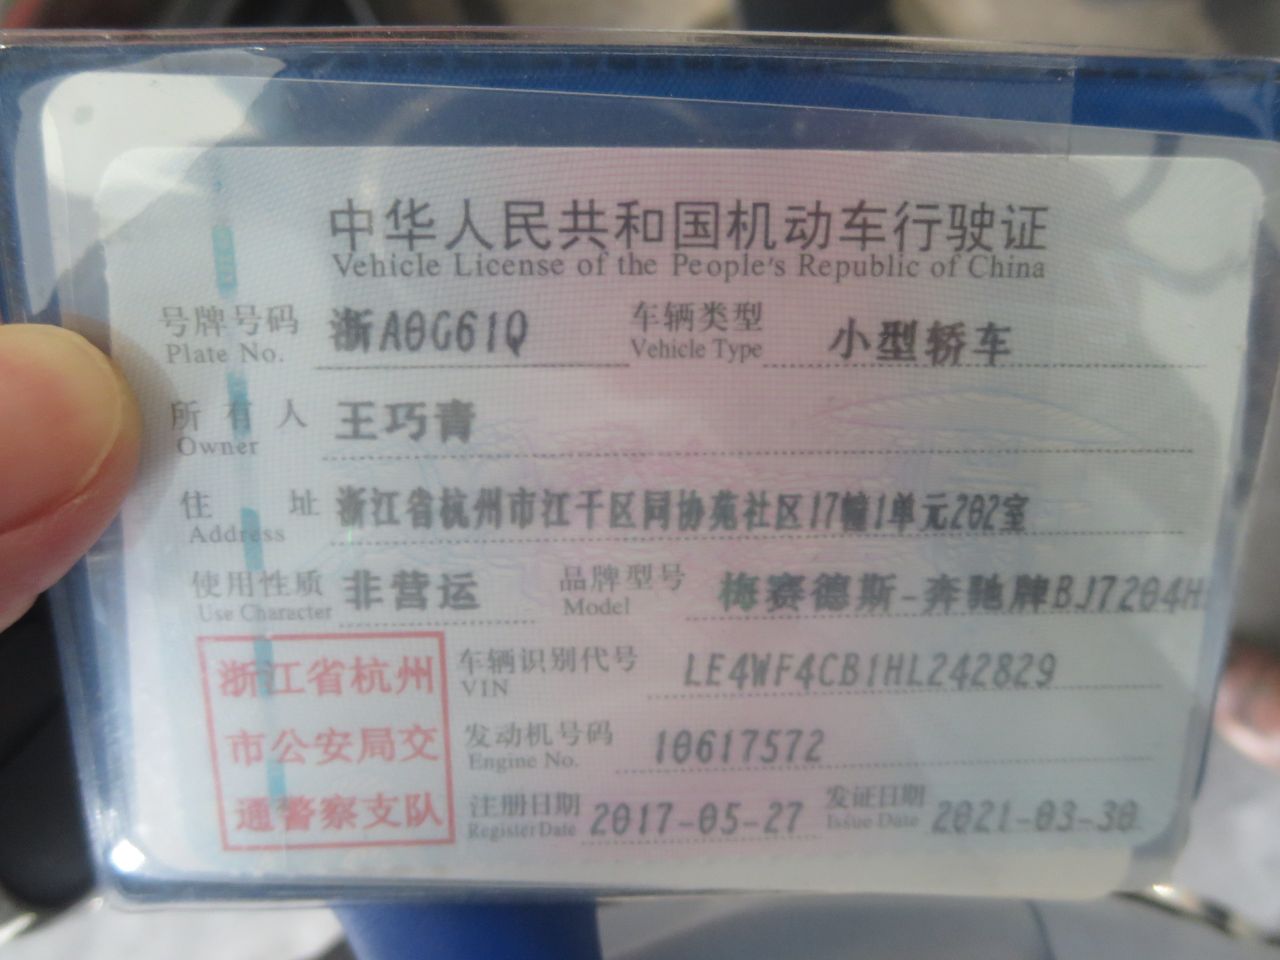 中华人民共和国机动车行驶证
Vehicle License of the People's Republic of China
号牌号码 浙A0G61Q 车辆类型 小型轿车
Plate No. Vehicle Type
所有人 王巧青
Owner
住址 浙江省杭州市江干区同协苑社区17幢1单元202室
Address
使用性质 非营运 品牌型号 梅赛德斯-奔驰牌BJ7204H
Use Character Model
浙江省杭州 车辆识别代号 LE4WF4CB1HL242829
VIN
市公安局交 发动机号码 10617572
Engine No.
通警察支队 注册日期 2017-05-27 发证日期 2021-03-30
Register Date Issue Date